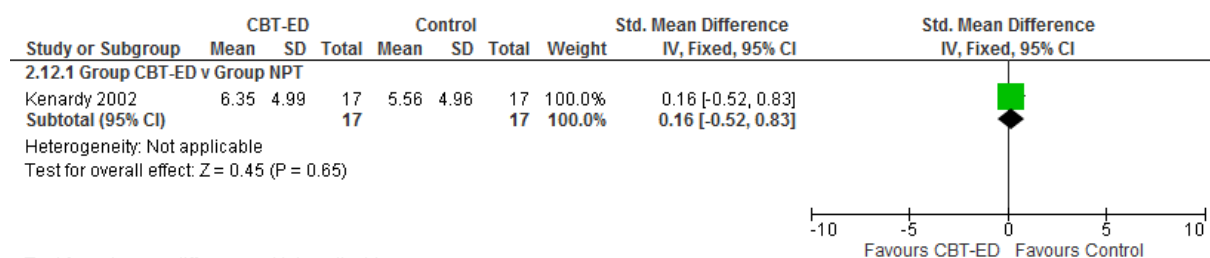 CBT-ED Control Std. Mean Difference Std. Mean Difference
Study or Subgroup Mean SD Total Mean SD Total Weight IV, Fixed, 95% CI IV, Fixed, 95% CI
2.12.1 Group CBT-ED v Group NPT
Kenardy 2002 6.35 4.99 17 5.56 4.96 17 100.0% 0.16 [-0.52, 0.83]
Subtotal (95% CI) 17 17 100.0% 0.16 [-0.52, 0.83]
Heterogeneity: Not applicable
Test for overall effect: Z = 0.45 (P = 0.65)
-10 -5 0 5 10
Favours CBT-ED Favours Control